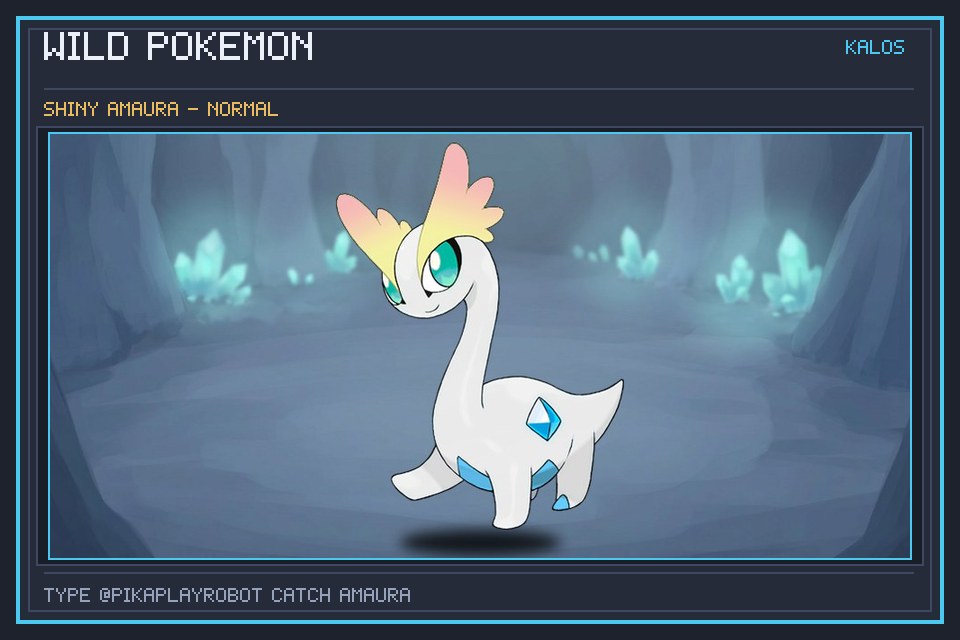 WILD POKEMON
KALOS
SHINY AMAURA - NORMAL
TYPE @PIKAPLAYROBOT CATCH AMAURA